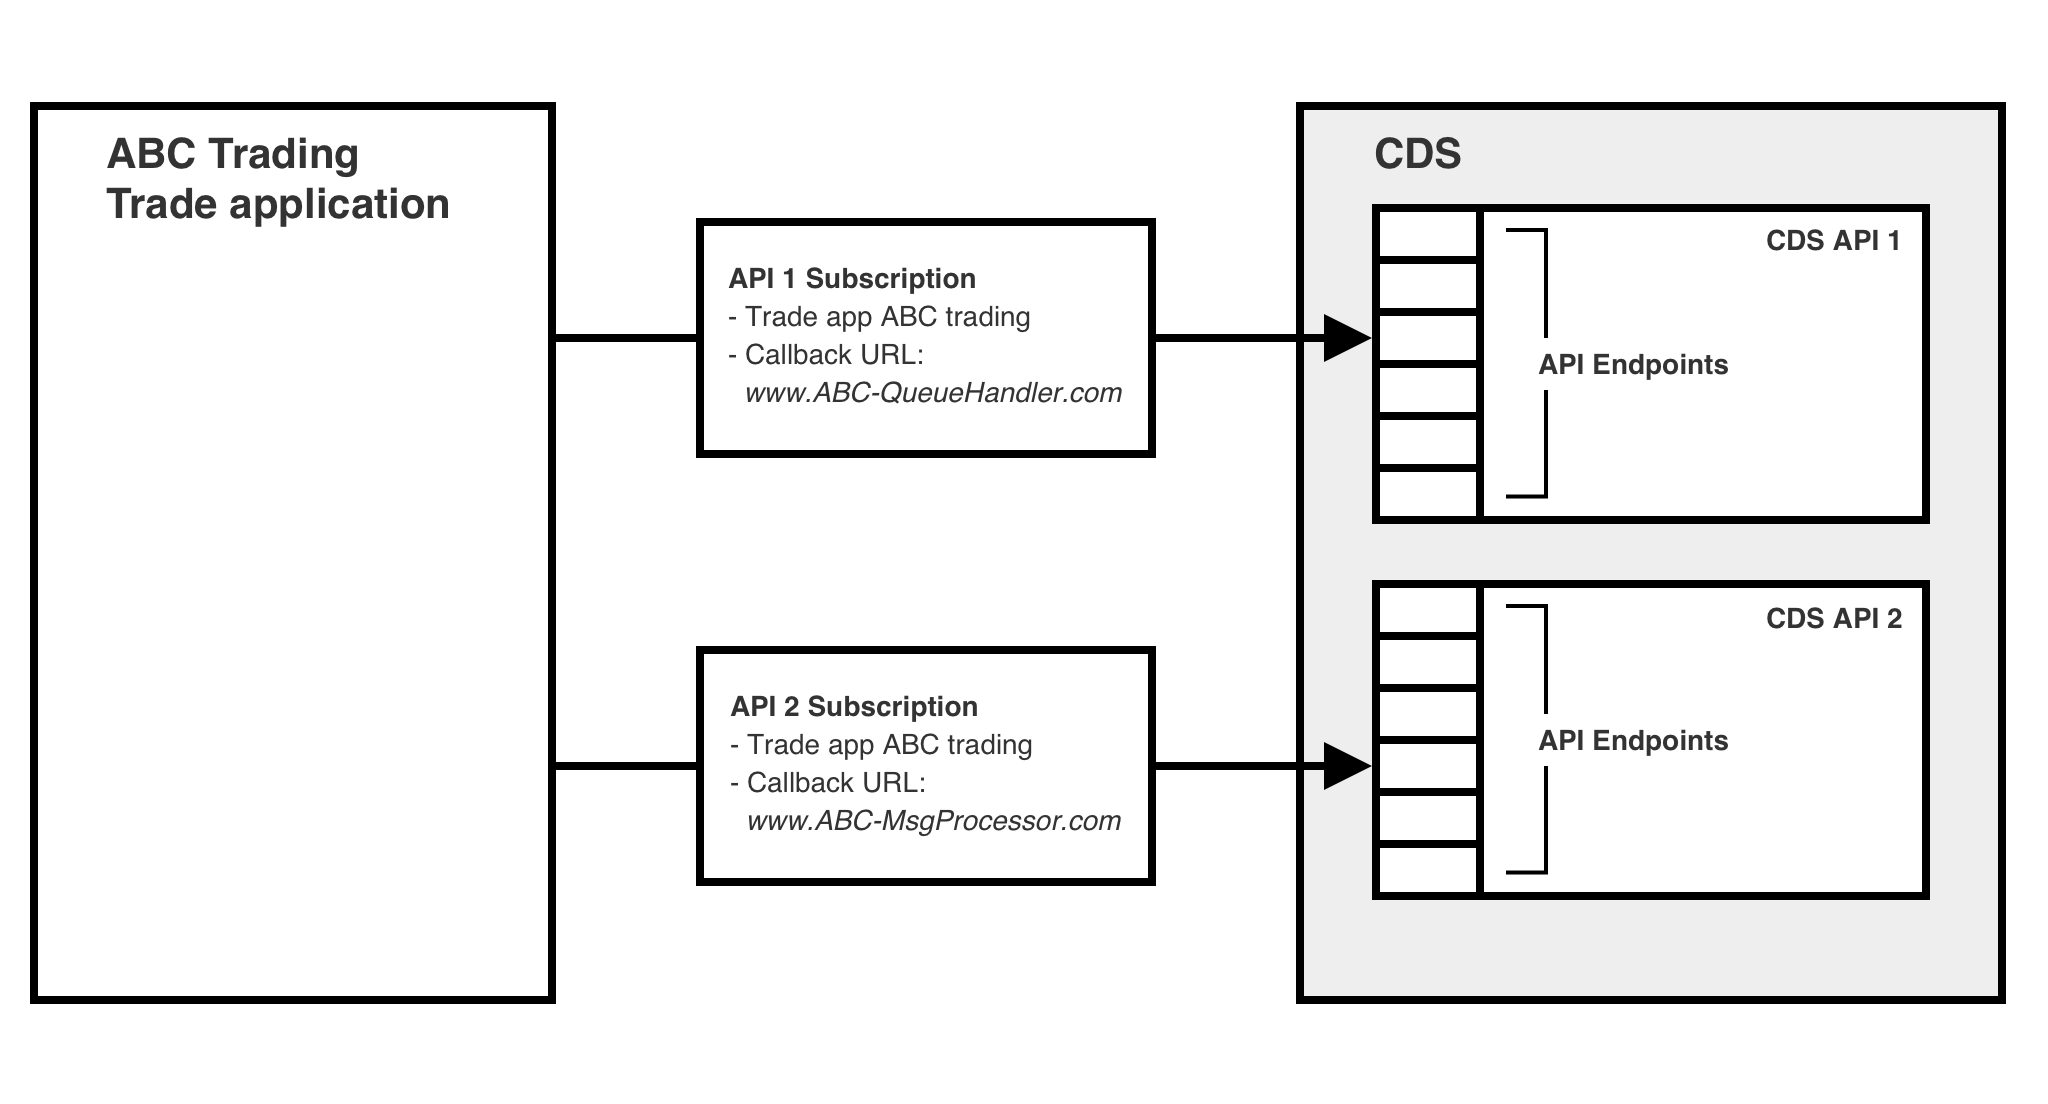 ABC Trading
Trade application
API 1 Subscription
- Trade app ABC trading
- Callback URL:
www.ABC-QueueHandler.com
API 2 Subscription
- Trade app ABC trading
- Callback URL:
www.ABC-MsgProcessor.com
CDS
CDS API 1
API Endpoints
CDS API 2
API Endpoints